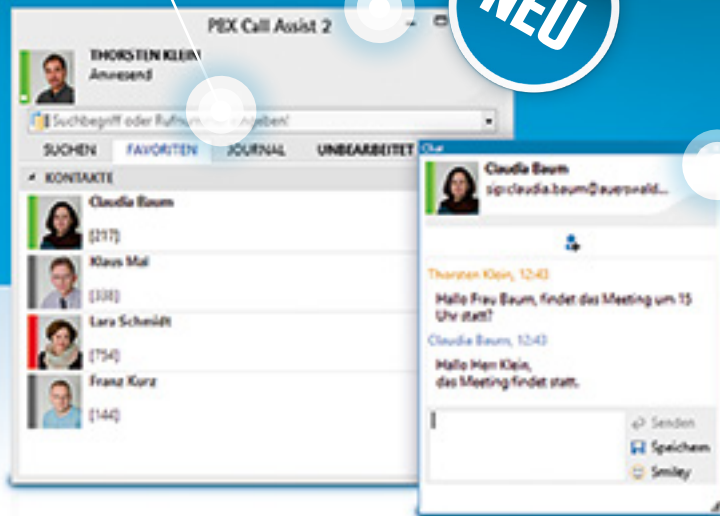 NEU
PBX Call Assist 2
THORSTEN KLEIN
Anwesend
Suchbegriff oder Rufnu ngeben!
SUCHEN FAVORITEN JOURNAL UNBEARBEITET
KONTAKTE
Claudia Baum
[217]
Klaus Mai
[338]
Lara Schmidt
[754]
Franz Kurz
[144]
Chat
Claudia Baum
sip:claudia.baum@auerswald...
Thorsten Klein, 12:43
Hallo Frau Baum, findet das Meeting um 15
Uhr statt?
Claudia Baum, 12:43
Hallo Herr Klein,
das Meeting findet statt.
Senden
Speichern
Smiley